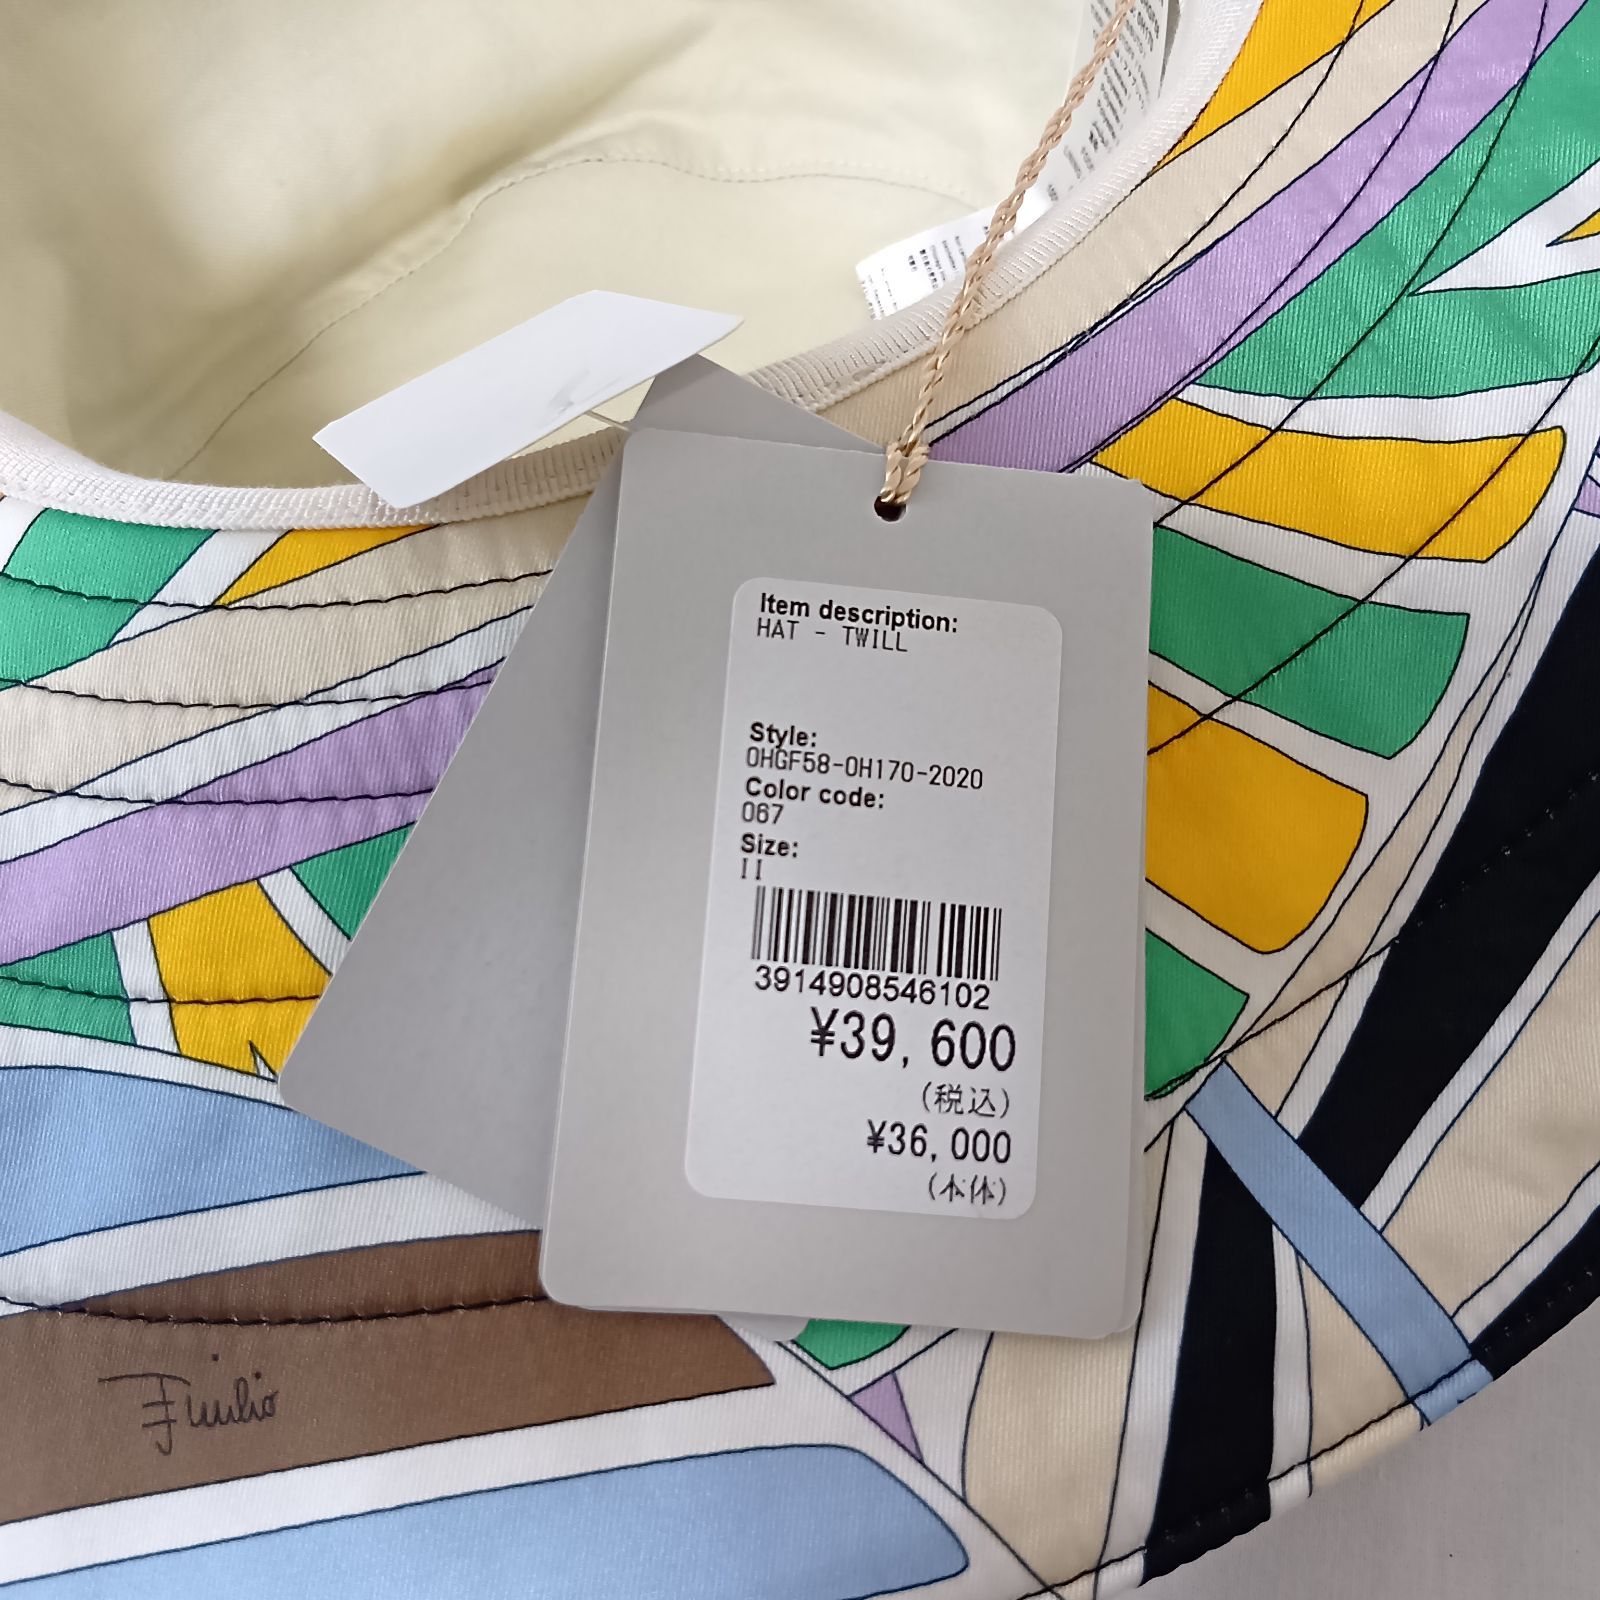 Item description:
HAT - TWILL
Style:
0HGF58-0H170-2020
Color code:
067
Size:
II
3914908546102
¥39,600
(税込)
¥36,000
(本体)
Emilio